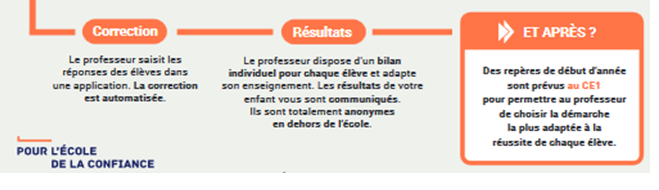 Correction
Le professeur saisit les
réponses des élèves dans
une application. La correction
est automatisée.
Résultats
Le professeur dispose d'un bilan
individuel pour chaque élève et adapte
son enseignement. Les résultats de votre
enfant vous sont communiqués.
Ils sont totalement anonymes
en dehors de l'école.
ET APRÈS ?
Des repères de début d'année
sont prévus au CE1
pour permettre au professeur
de choisir la démarche
la plus adaptée à la
réussite de chaque élève.
POUR L'ÉCOLE
DE LA CONFIANCE